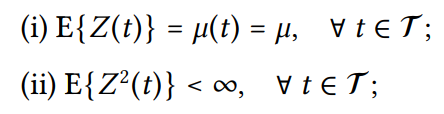 (i) E{Z(t)} = μ(t) = μ, ∀ t ∈ 𝒯;
(ii) E{Z²(t)} < ∞, ∀ t ∈ 𝒯;